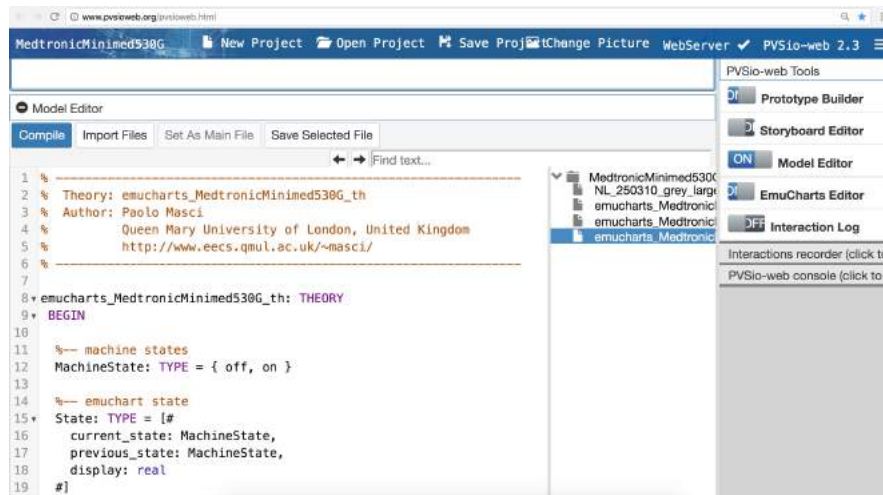 www.pvsioweb.org/pvsioweb.html
MedtronicMinimed530G New Project Open Project Save Proj tChange Picture WebServer ✔ PVSio-web 2.3
PVSio-web Tools
Prototype Builder
Storyboard Editor
ON Model Editor
EmuCharts Editor
OFF Interaction Log
Interactions recorder (click to
PVSio-web console (click to
Model Editor
Compile Import Files Set As Main File Save Selected File
Find text...
1 % ---
2 % Theory: emucharts_MedtronicMinimed530G_th
3 % Author: Paolo Masci
4 % Queen Mary University of London, United Kingdom
5 % http://www.eecs.qmul.ac.uk/~masci/
6 % ---
7
8 emucharts_MedtronicMinimed530G_th: THEORY
9 BEGIN
10
11 %-- machine states
12 MachineState: TYPE = { off, on }
13
14 %-- emuchart state
15 State: TYPE = [#
16 current_state: MachineState,
17 previous_state: MachineState,
18 display: real
19 #]
MedtronicMinimed530G
NL_250310_grey_large
emucharts_Medtronic
emucharts_Medtronic
emucharts_Medtronic